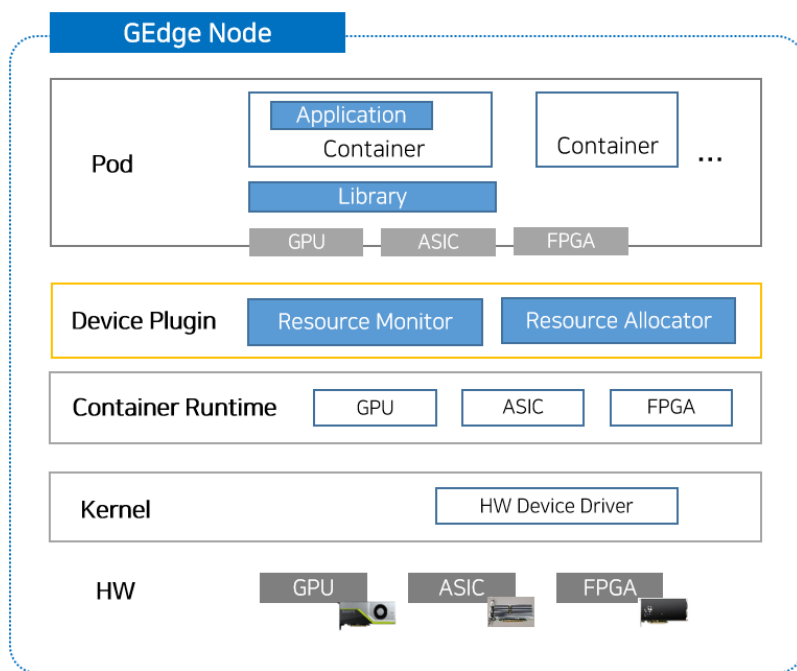 GEdge Node
Pod
Application
Container
Container
...
Library
GPU
ASIC
FPGA
Device Plugin
Resource Monitor
Resource Allocator
Container Runtime
GPU
ASIC
FPGA
Kernel
HW Device Driver
HW
GPU
ASIC
FPGA